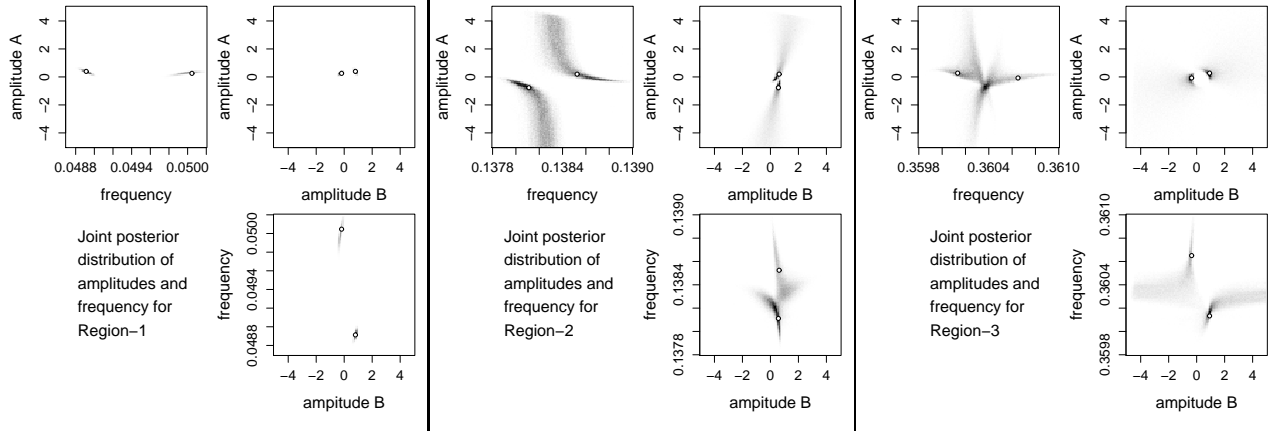 amplitude A
4
2
0
−2
−4
0.0488 0.0494 0.0500
frequency
amplitude A
4
2
0
−2
−4
−4 −2 0 2 4
amplitude B
Joint posterior
distribution of
amplitudes and
frequency for
Region−1
frequency
0.0500
0.0494
0.0488
−4 −2 0 2 4
ampitude B
amplitude A
4
2
0
−2
−4
0.1378 0.1384 0.1390
frequency
amplitude A
4
2
0
−2
−4
−4 −2 0 2 4
amplitude B
Joint posterior
distribution of
amplitudes and
frequency for
Region−2
frequency
0.1390
0.1384
0.1378
−4 −2 0 2 4
ampitude B
amplitude A
4
2
0
−2
−4
0.3598 0.3604 0.3610
frequency
amplitude A
4
2
0
−2
−4
−4 −2 0 2 4
amplitude B
Joint posterior
distribution of
amplitudes and
frequency for
Region−3
frequency
0.3610
0.3604
0.3598
−4 −2 0 2 4
ampitude B